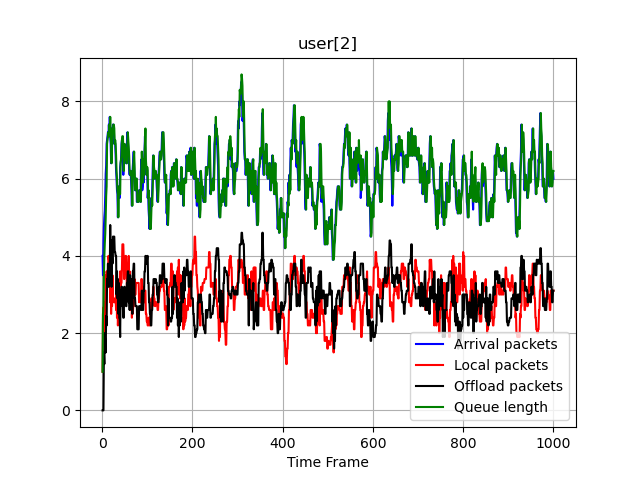 user[2]
8
6
4
2
0
Arrival packets
Local packets
Offload packets
Queue length
0 200 400 600 800 1000
Time Frame